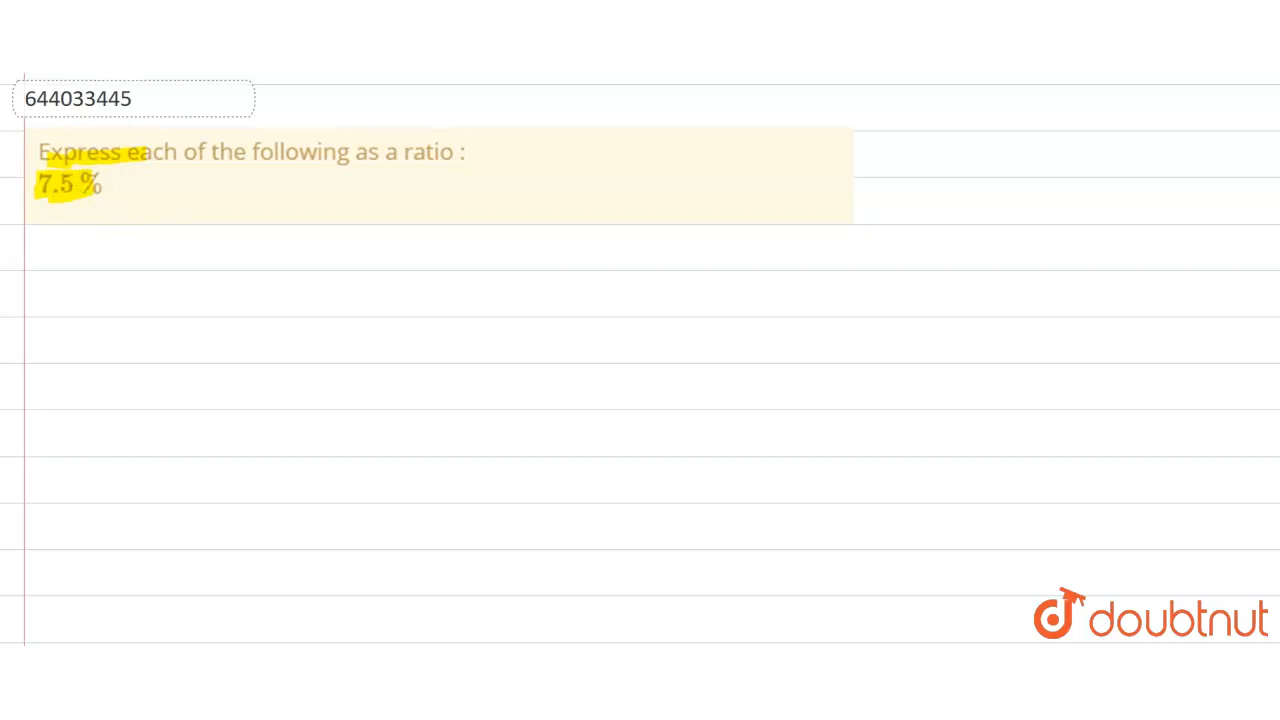 644033445
Express each of the following as a ratio :
7.5 %
doubtnut